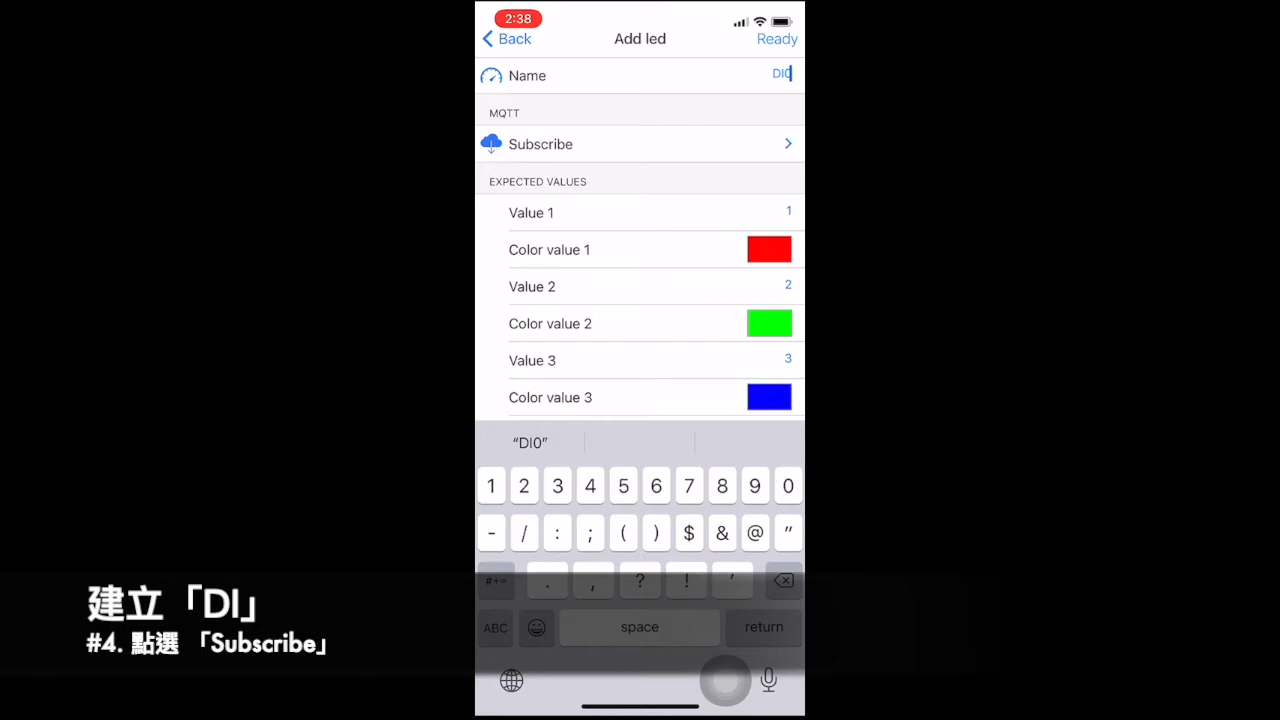 2:38
Back
Add led
Ready
Name
DI0
MQTT
Subscribe
EXPECTED VALUES
Value 1
1
Color value 1
Value 2
2
Color value 2
Value 3
3
Color value 3
“DI0”
1 2 3 4 5 6 7 8 9 0
- / : ; ( ) $ & @ ”
#+= . , ? ! ’
ABC space return
建立「DI」
#4. 點選 「Subscribe」